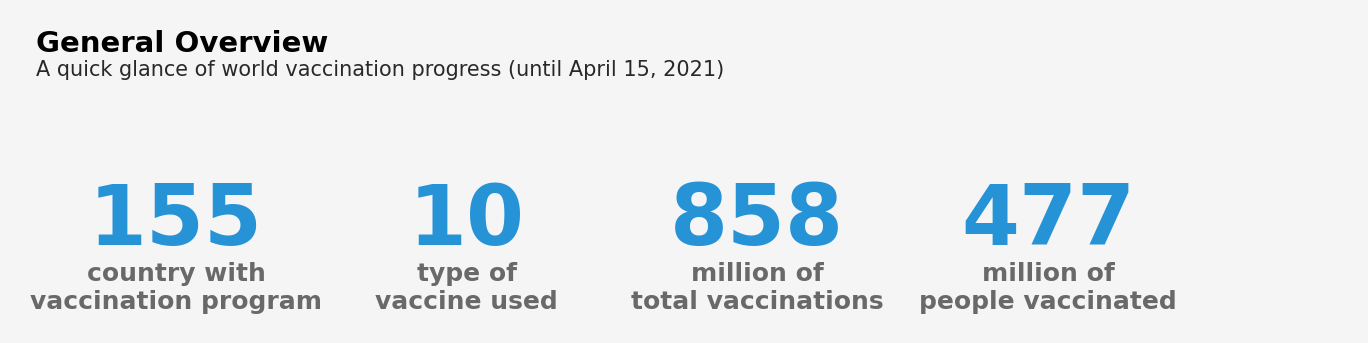 General Overview
A quick glance of world vaccination progress (until April 15, 2021)
155
country with
vaccination program
10
type of
vaccine used
858
million of
total vaccinations
477
million of
people vaccinated